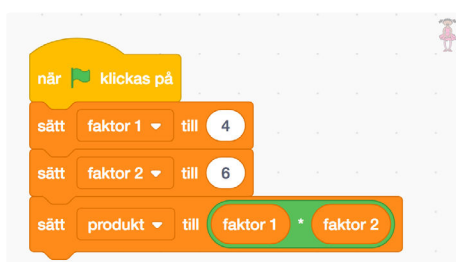 när klickas på
sätt faktor 1 till 4
sätt faktor 2 till 6
sätt produkt till faktor 1 * faktor 2